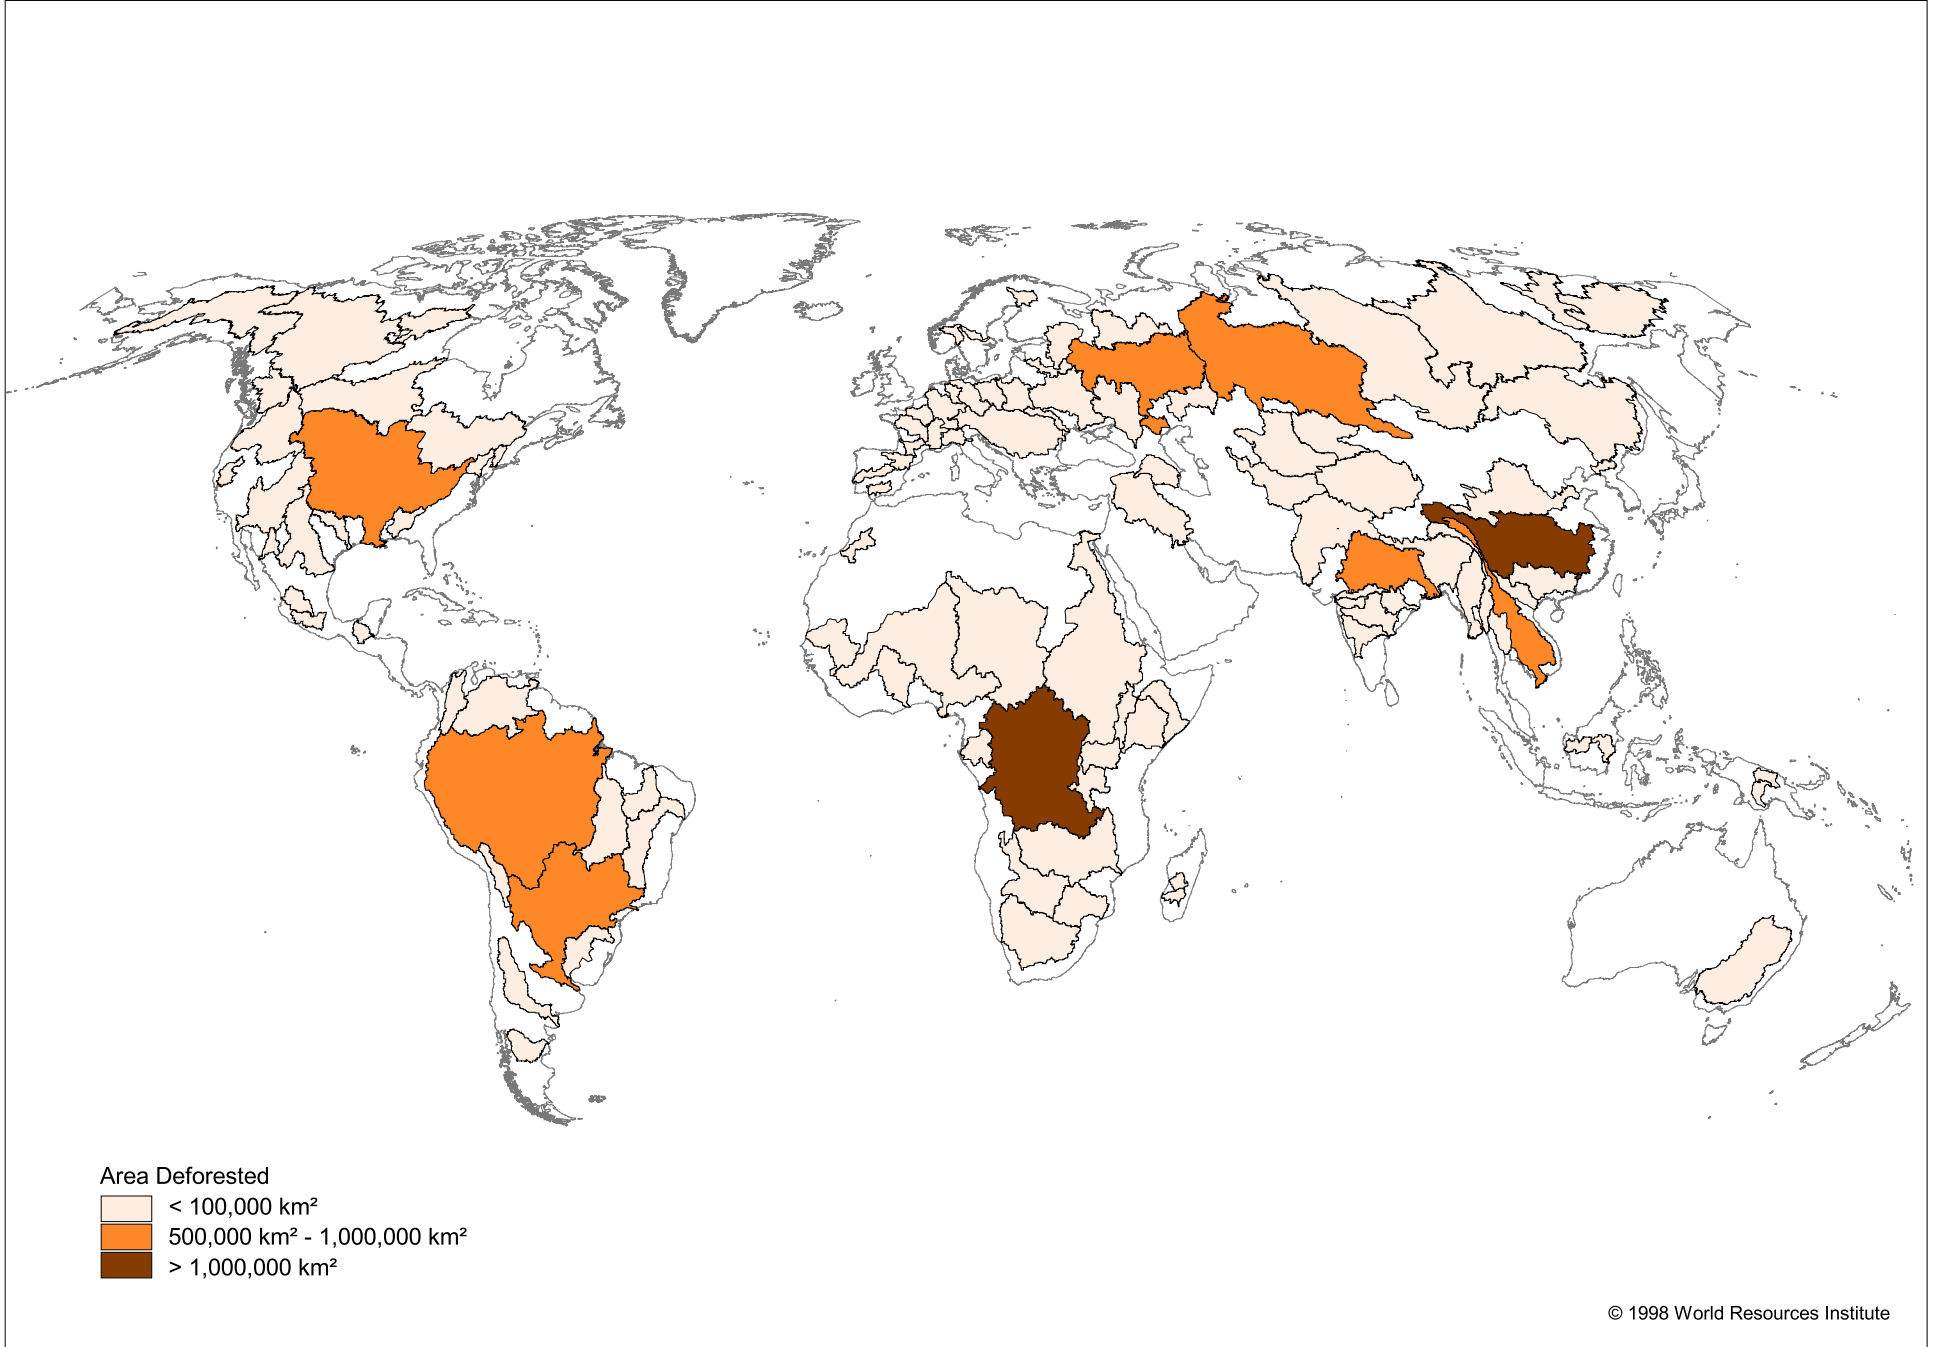 Area Deforested
< 100,000 km²
500,000 km² - 1,000,000 km²
> 1,000,000 km²
© 1998 World Resources Institute